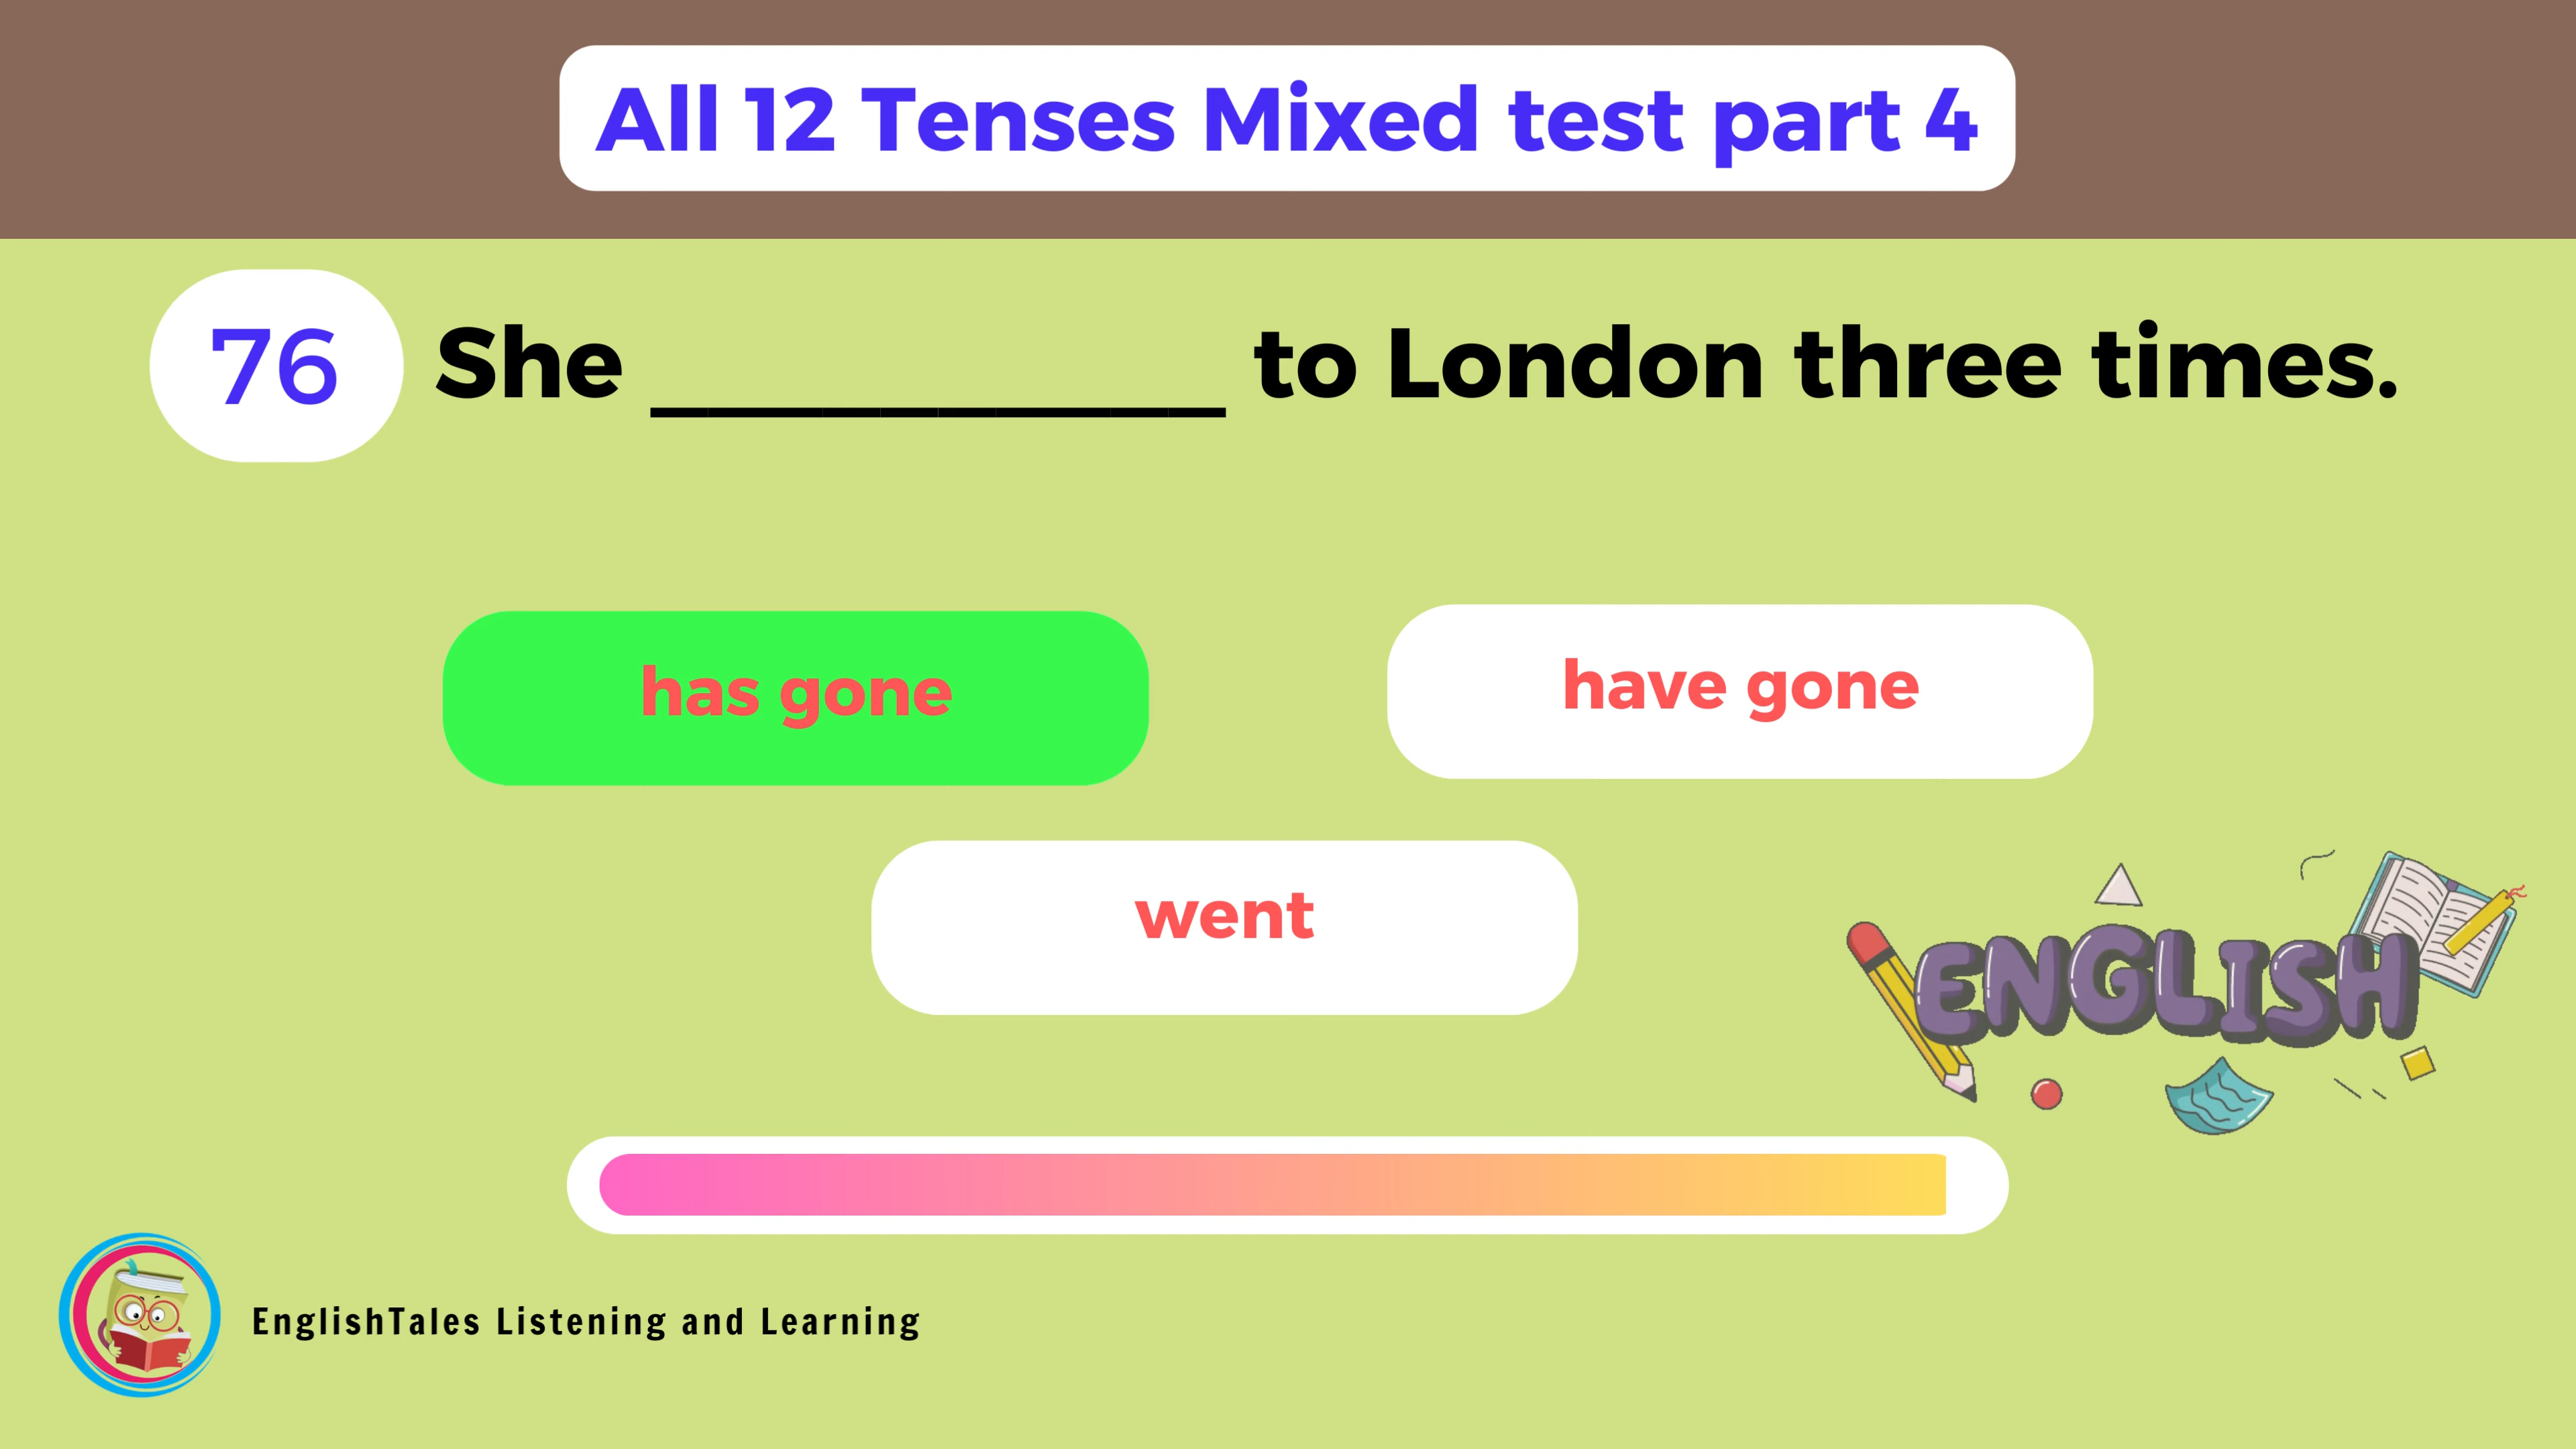 All 12 Tenses Mixed test part 4
76 She __________ to London three times.
has gone
have gone
went
ENGLISH
EnglishTales Listening and Learning